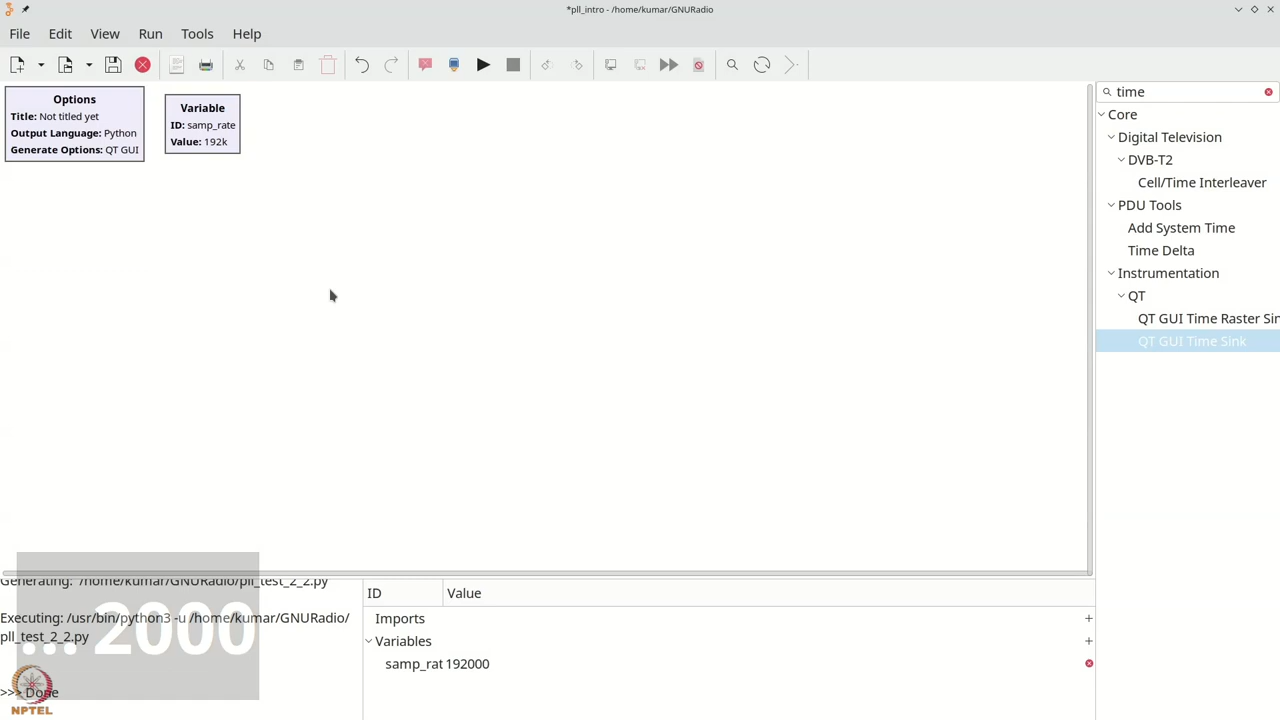 *pll_intro - /home/kumar/GNURadio
File Edit View Run Tools Help
Options
Title: Not titled yet
Output Language: Python
Generate Options: QT GUI
Variable
ID: samp_rate
Value: 192k
time
Core
Digital Television
DVB-T2
Cell/Time Interleaver
PDU Tools
Add System Time
Time Delta
Instrumentation
QT
QT GUI Time Raster Sin
QT GUI Time Sink
Generating: '/home/kumar/GNURadio/pll_test_2_2.py'
Executing: /usr/bin/python3 -u /home/kumar/GNURadio/
pll_test_2_2.py
>>> Done
... 2000
NPTEL
ID Value
Imports
Variables
samp_rat 192000